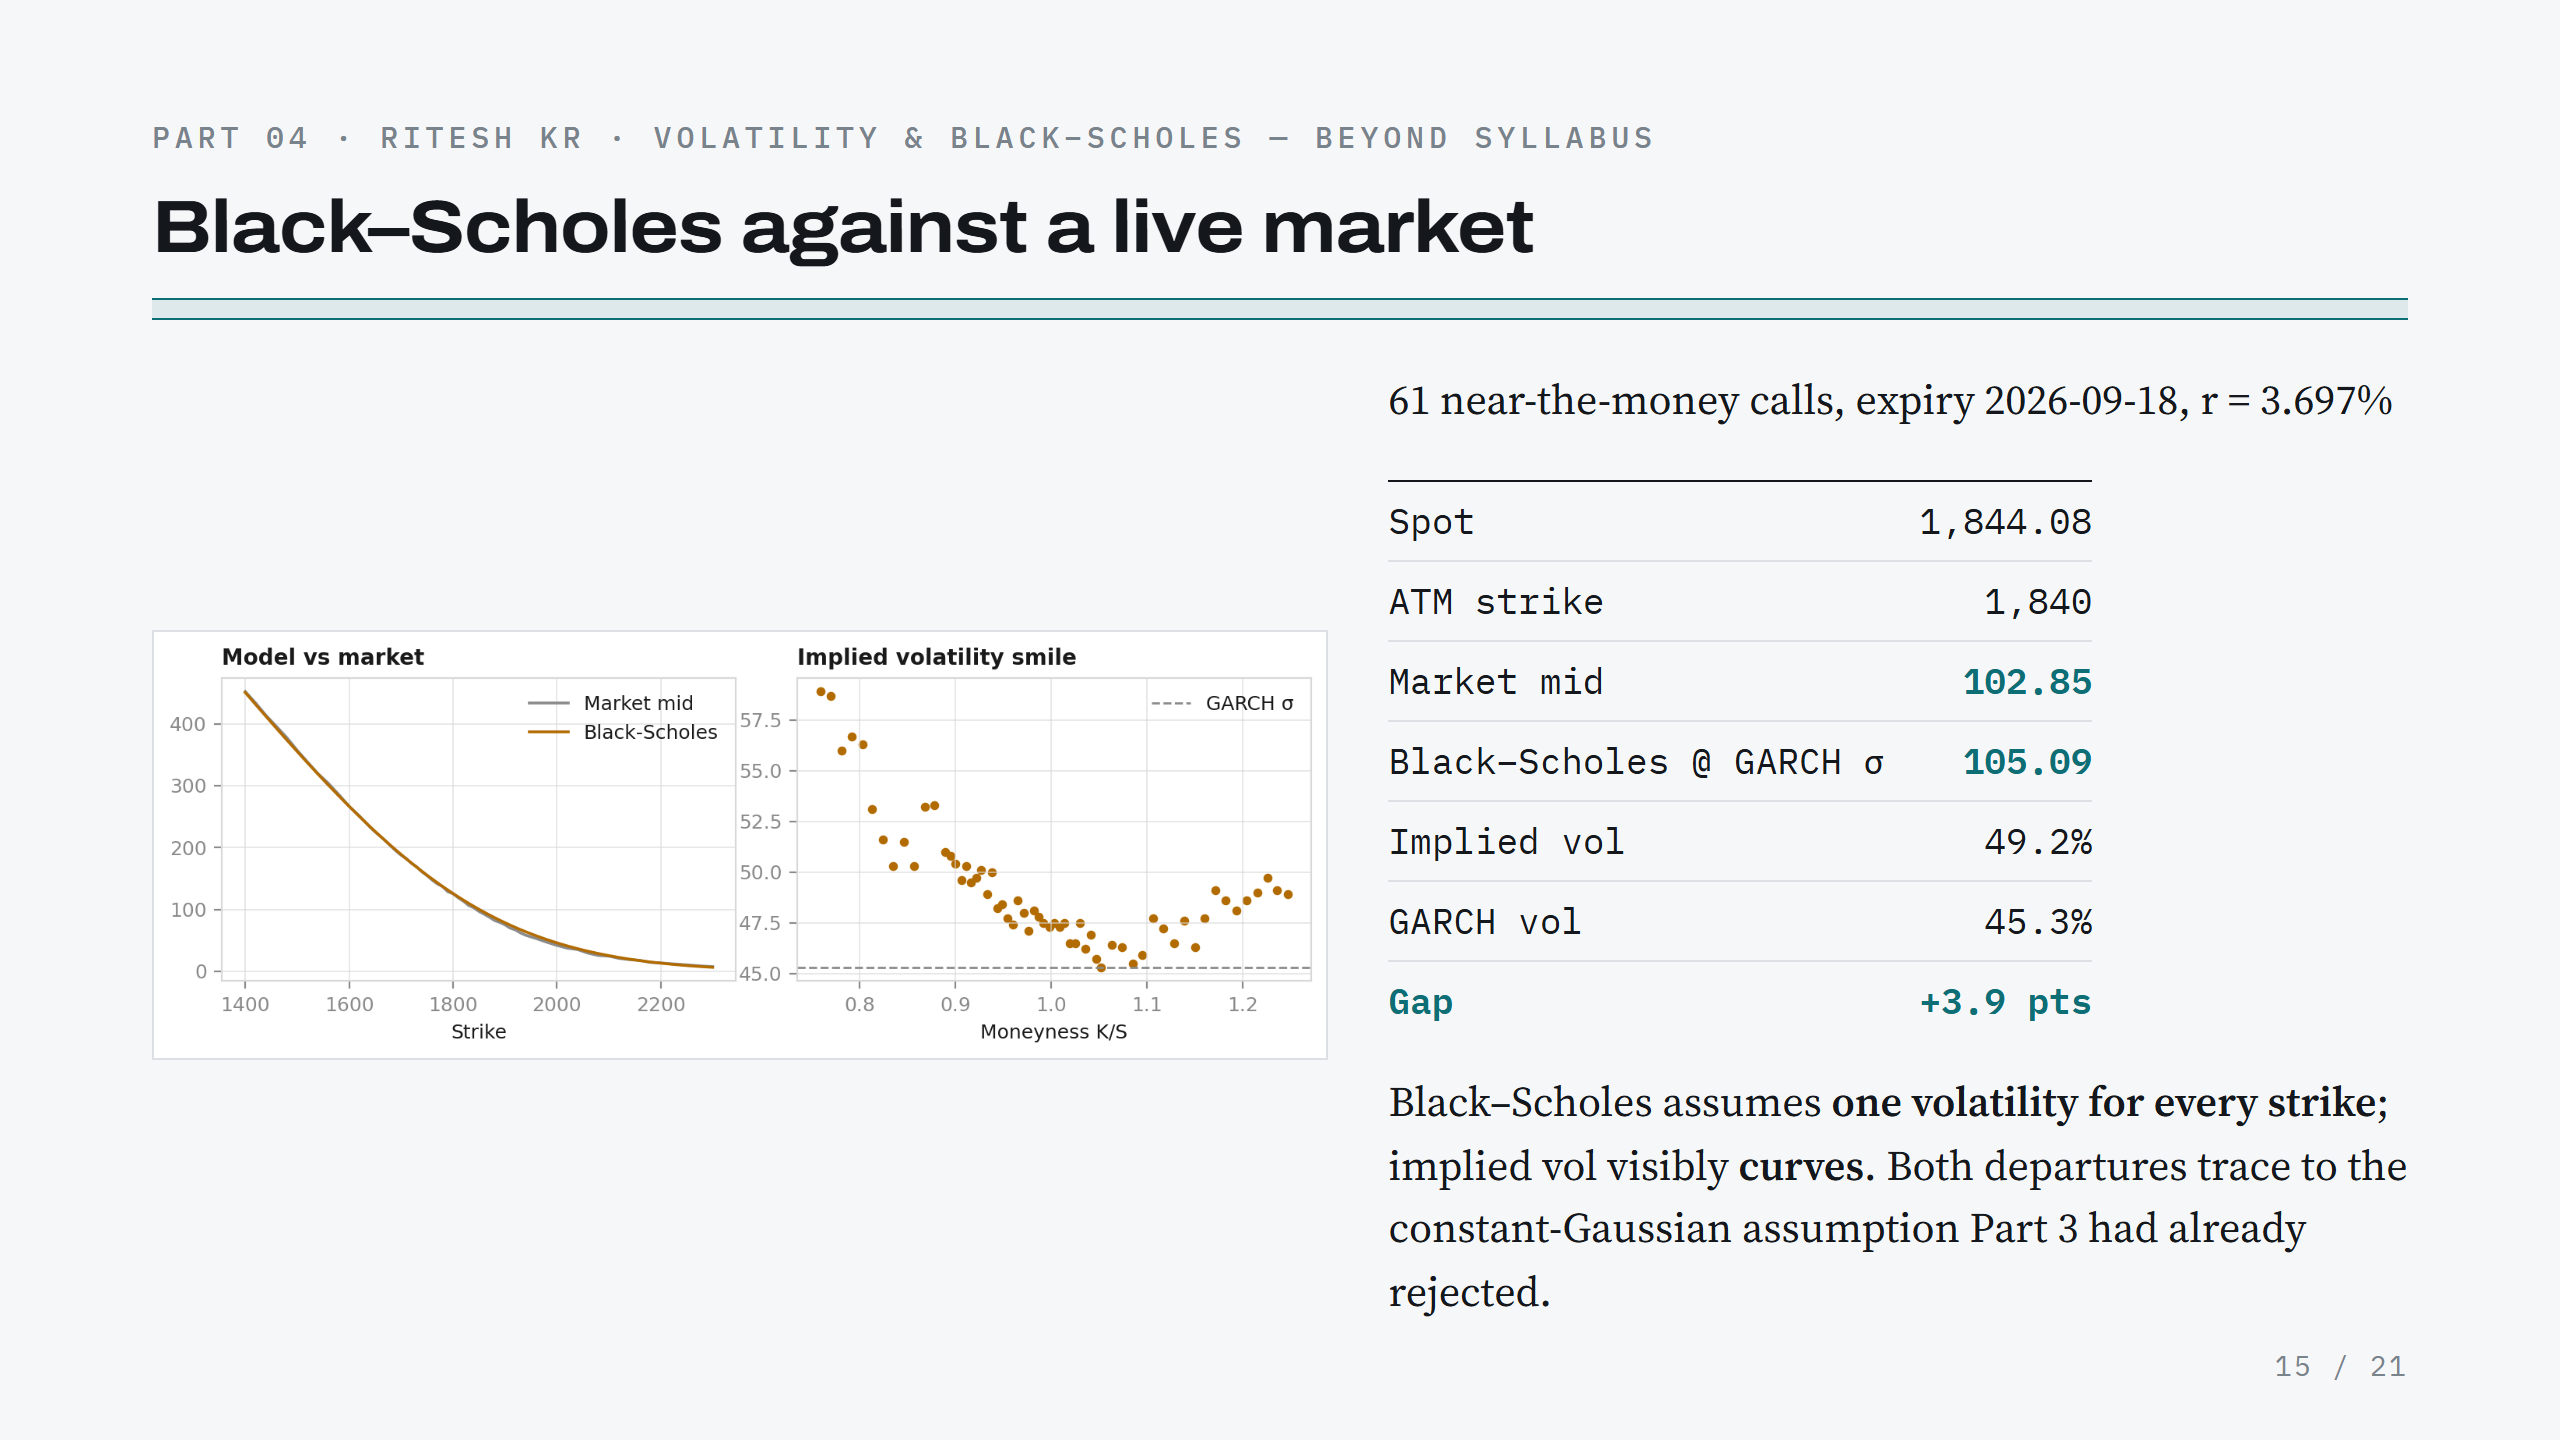 PART 04 · RITESH KR · VOLATILITY & BLACK–SCHOLES — BEYOND SYLLABUS
Black–Scholes against a live market
Model vs market
Market mid
Black-Scholes
400
300
200
100
0
1400 1600 1800 2000 2200
Strike
Implied volatility smile
GARCH σ
57.5
55.0
52.5
50.0
47.5
45.0
0.8 0.9 1.0 1.1 1.2
Moneyness K/S
61 near-the-money calls, expiry 2026-09-18, r = 3.697%
Spot 1,844.08
ATM strike 1,840
Market mid 102.85
Black–Scholes @ GARCH σ 105.09
Implied vol 49.2%
GARCH vol 45.3%
Gap +3.9 pts
Black–Scholes assumes one volatility for every strike;
implied vol visibly curves. Both departures trace to the
constant-Gaussian assumption Part 3 had already
rejected.
15 / 21